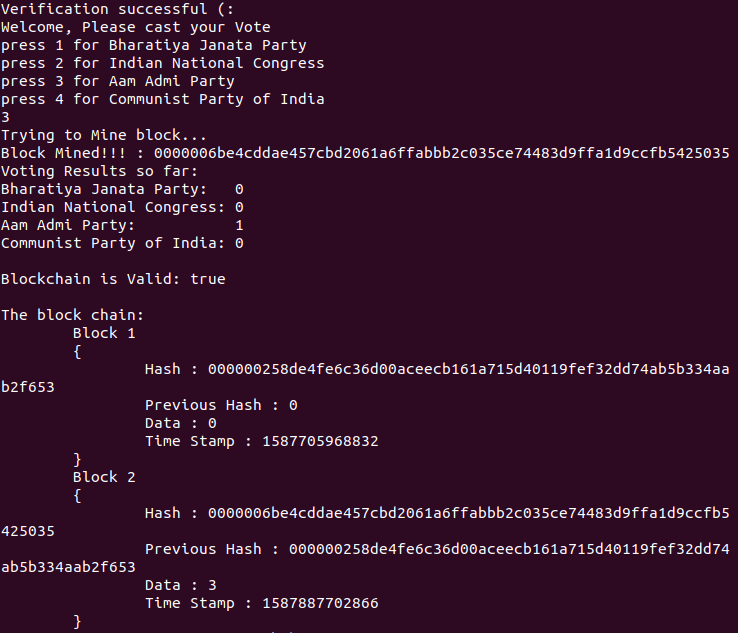 Verification successful (:
Welcome, Please cast your Vote
press 1 for Bharatiya Janata Party
press 2 for Indian National Congress
press 3 for Aam Admi Party
press 4 for Communist Party of India
3
Trying to Mine block...
Block Mined!!! : 0000006be4cddae457cbd2061a6ffabbb2c035ce74483d9ffa1d9ccfb5425035
Voting Results so far:
Bharatiya Janata Party:   0
Indian National Congress: 0
Aam Admi Party:           1
Communist Party of India: 0

Blockchain is Valid: true

The block chain:
        Block 1
        {
                Hash : 000000258de4fe6c36d00aceecb161a715d40119fef32dd74ab5b334aa
b2f653
                Previous Hash : 0
                Data : 0
                Time Stamp : 1587705968832
        }
        Block 2
        {
                Hash : 0000006be4cddae457cbd2061a6ffabbb2c035ce74483d9ffa1d9ccfb5
425035
                Previous Hash : 000000258de4fe6c36d00aceecb161a715d40119fef32dd74
ab5b334aab2f653
                Data : 3
                Time Stamp : 1587887702866
        }